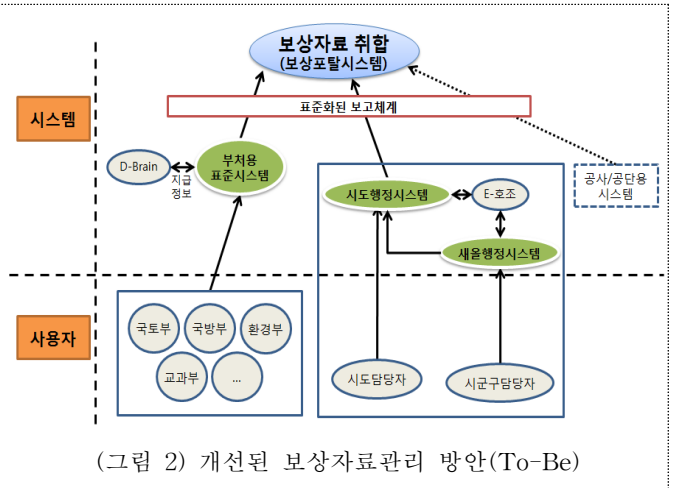 보상자료 취합
(보상포탈시스템)
표준화된 보고체계
시스템
D-Brain
지급
정보
부처용
표준시스템
시도행정시스템
E-호조
공사/공단용
시스템
새올행정시스템
사용자
국토부
국방부
환경부
교과부
...
시도담당자
시군구담당자
(그림 2) 개선된 보상자료관리 방안(To-Be)